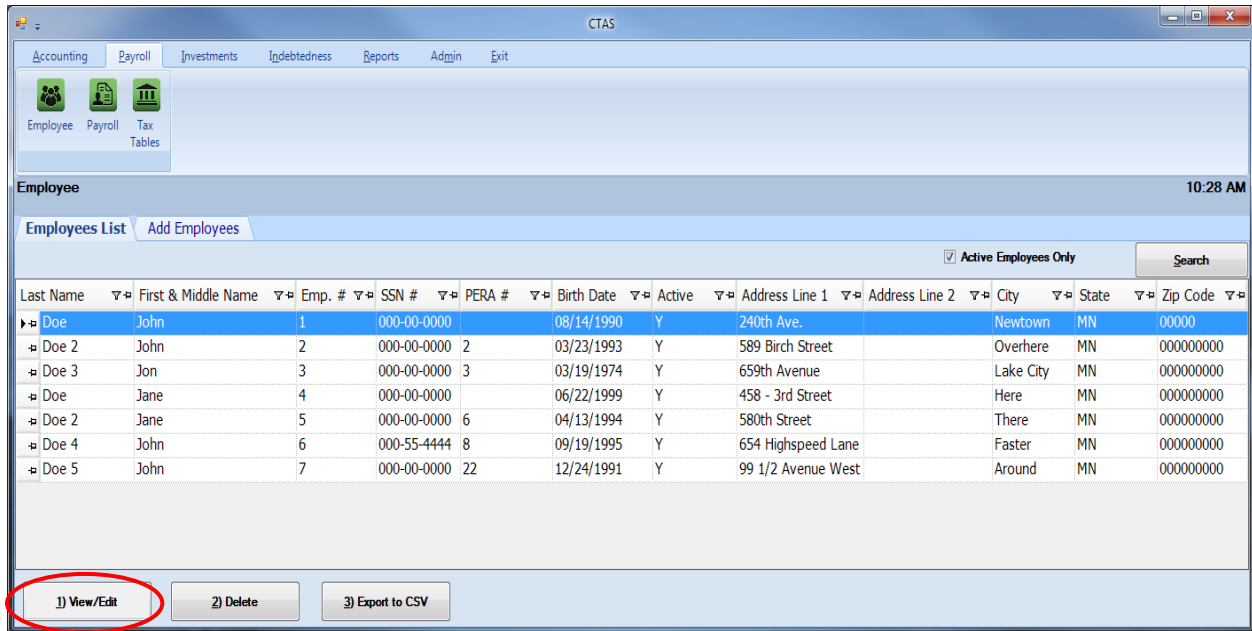 CTAS
Accounting Payroll Investments Indebtedness Reports Admin Exit
Employee Payroll Tax
Tables
Employee 10:28 AM
Employees List Add Employees
Active Employees Only Search
Last Name First & Middle Name Emp. # SSN # PERA # Birth Date Active Address Line 1 Address Line 2 City State Zip Code
Doe John 1 000-00-0000 08/14/1990 Y 240th Ave. Newtown MN 00000
Doe 2 John 2 000-00-0000 2 03/23/1993 Y 589 Birch Street Overhere MN 000000000
Doe 3 Jon 3 000-00-0000 3 03/19/1974 Y 659th Avenue Lake City MN 000000000
Doe Jane 4 000-00-0000 06/22/1999 Y 458 - 3rd Street Here MN 000000000
Doe 2 Jane 5 000-00-0000 6 04/13/1994 Y 580th Street There MN 000000000
Doe 4 John 6 000-55-4444 8 09/19/1995 Y 654 Highspeed Lane Faster MN 000000000
Doe 5 John 7 000-00-0000 22 12/24/1991 Y 99 1/2 Avenue West Around MN 000000000
1) View/Edit 2) Delete 3) Export to CSV